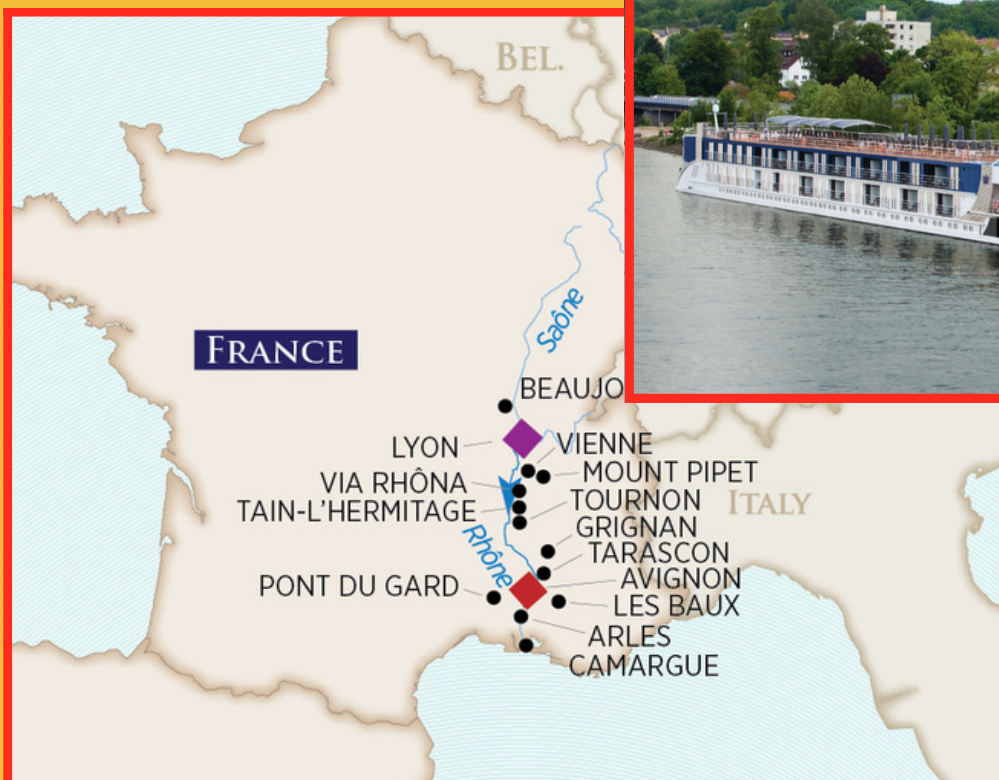 BEL.
Saône
FRANCE
BEAUJO
LYON
VIENNE
MOUNT PIPET
VIA RHÔNA
TOURNON
TAIN-L'HERMITAGE
ITALY
GRIGNAN
Rhône
TARASCON
AVIGNON
PONT DU GARD
LES BAUX
ARLES
CAMARGUE